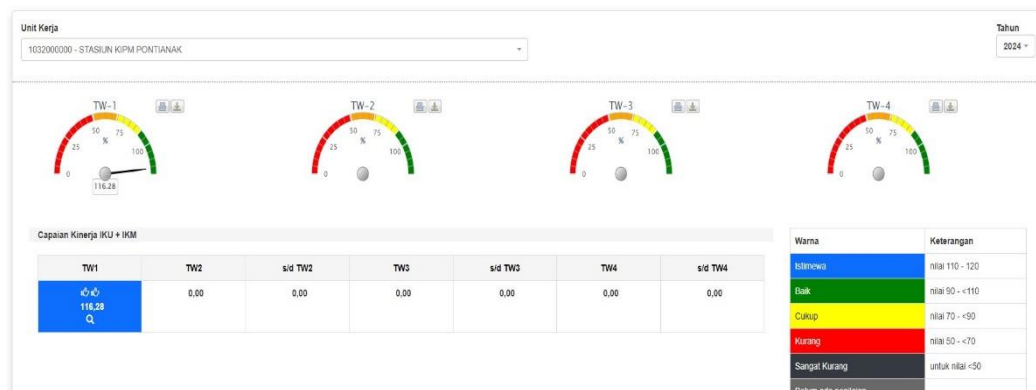 Unit Kerja
Tahun
1032000000 - STASIUN KIPM PONTIANAK
2024
TW-1
TW-2
TW-3
TW-4
0 25 50 75 100 %
116.28
0 25 50 75 100 %
0 25 50 75 100 %
0 25 50 75 100 %
Capaian Kinerja IKU + IKM
TW1 TW2 s/d TW2 TW3 s/d TW3 TW4 s/d TW4
116,28 0,00 0,00 0,00 0,00 0,00 0,00
Warna Keterangan
Istimewa nilai 110 - 120
Baik nilai 90 - <110
Cukup nilai 70 - <90
Kurang nilai 50 - <70
Sangat Kurang untuk nilai <50